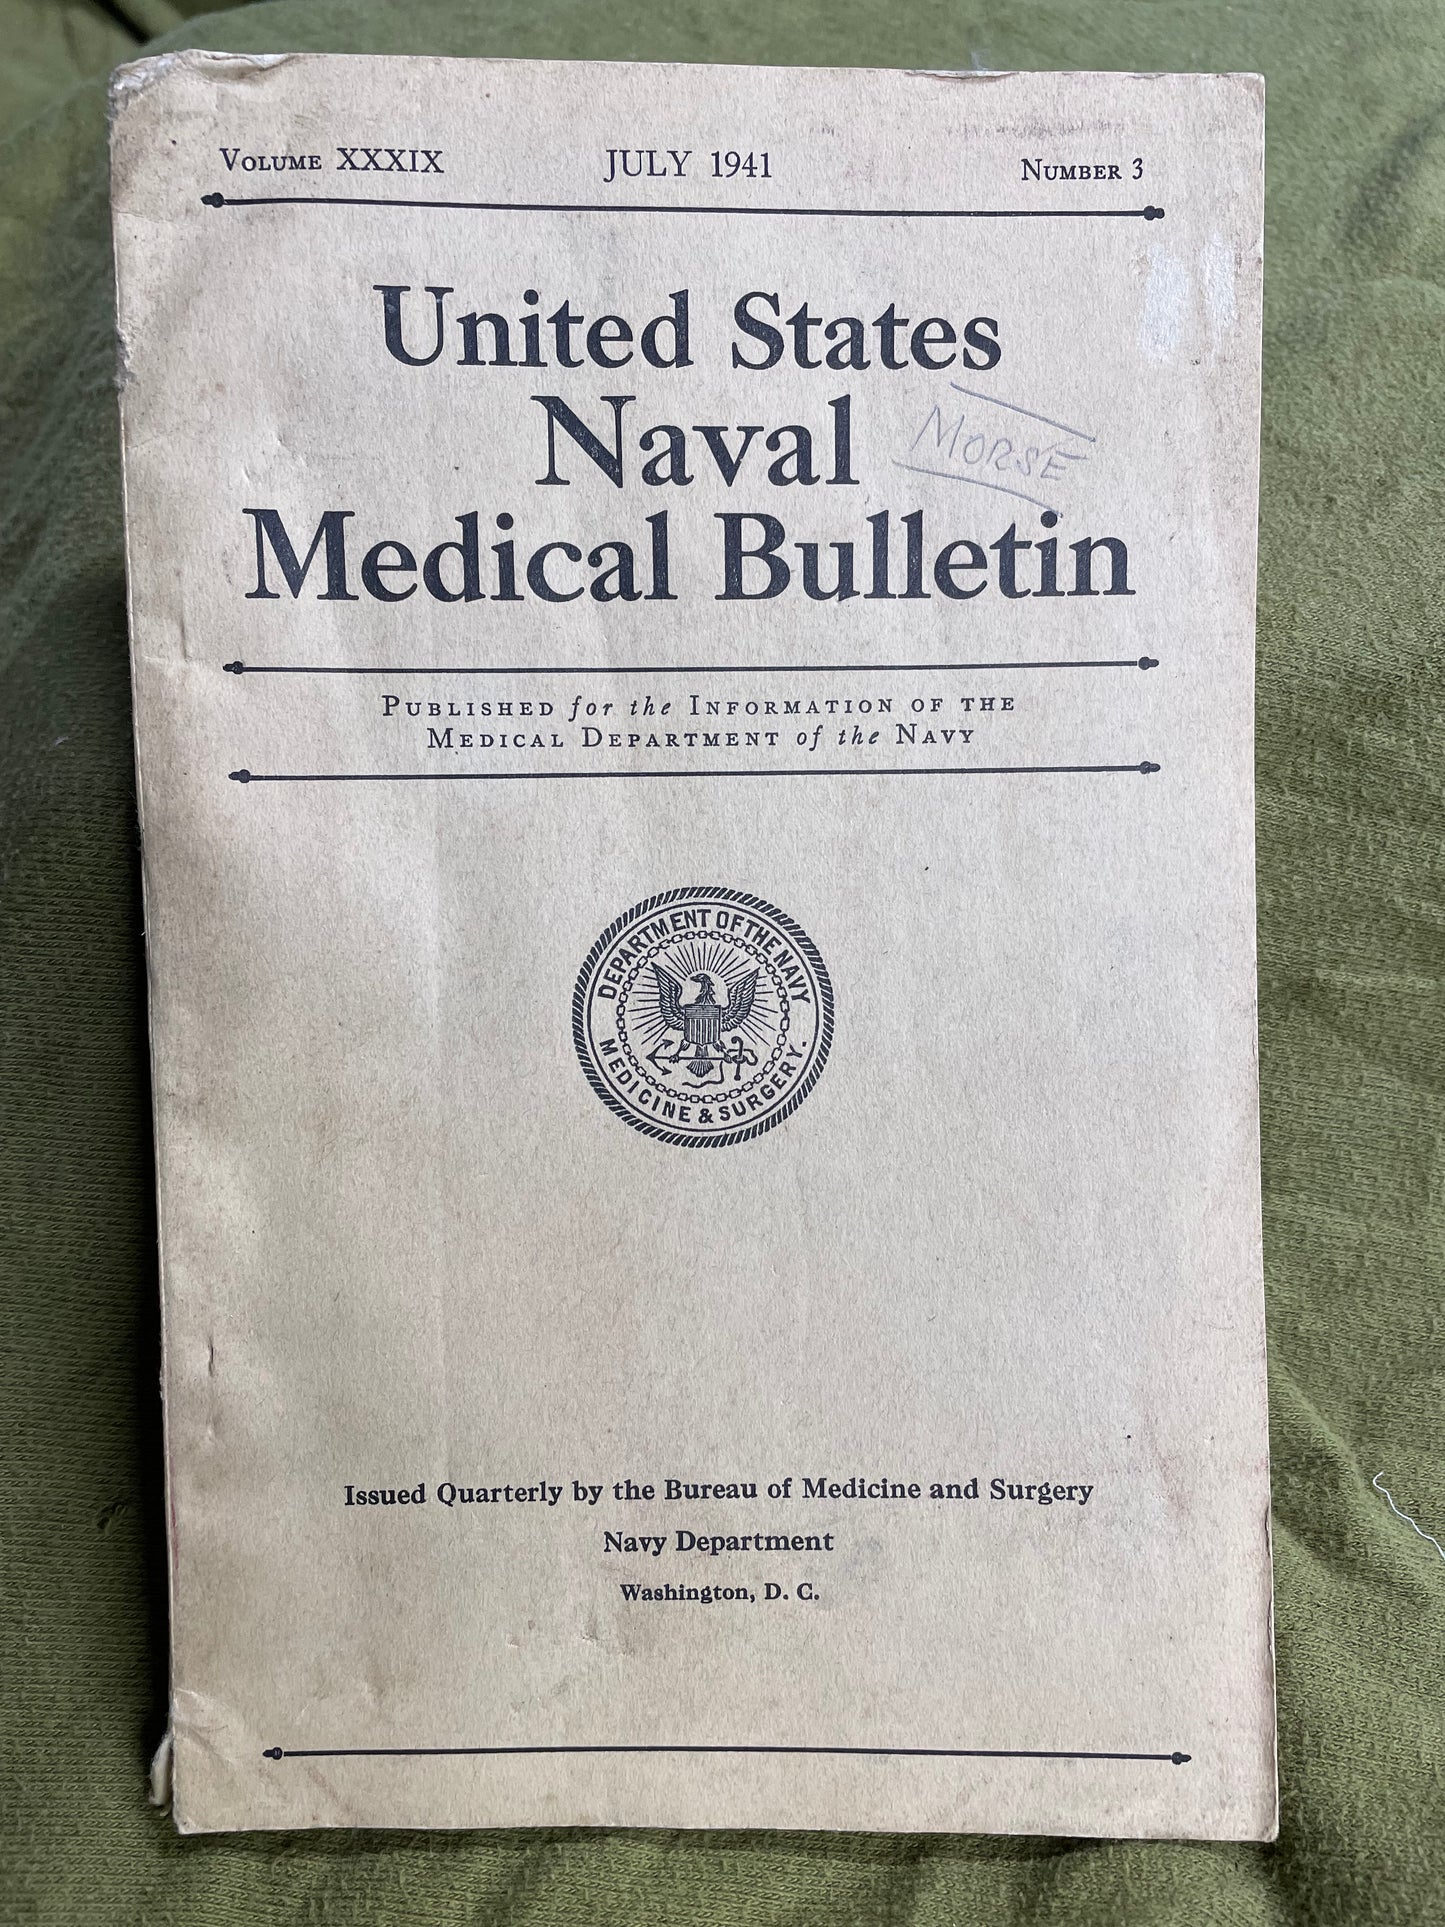 VOLUME XXXIX JULY 1941 NUMBER 3
United States
Naval
MORSE
Medical Bulletin
PUBLISHED for the INFORMATION OF THE
MEDICAL DEPARTMENT of the NAVY
DEPARTMENT OF THE NAVY
MEDICINE & SURGERY.
Issued Quarterly by the Bureau of Medicine and Surgery
Navy Department
Washington, D. C.